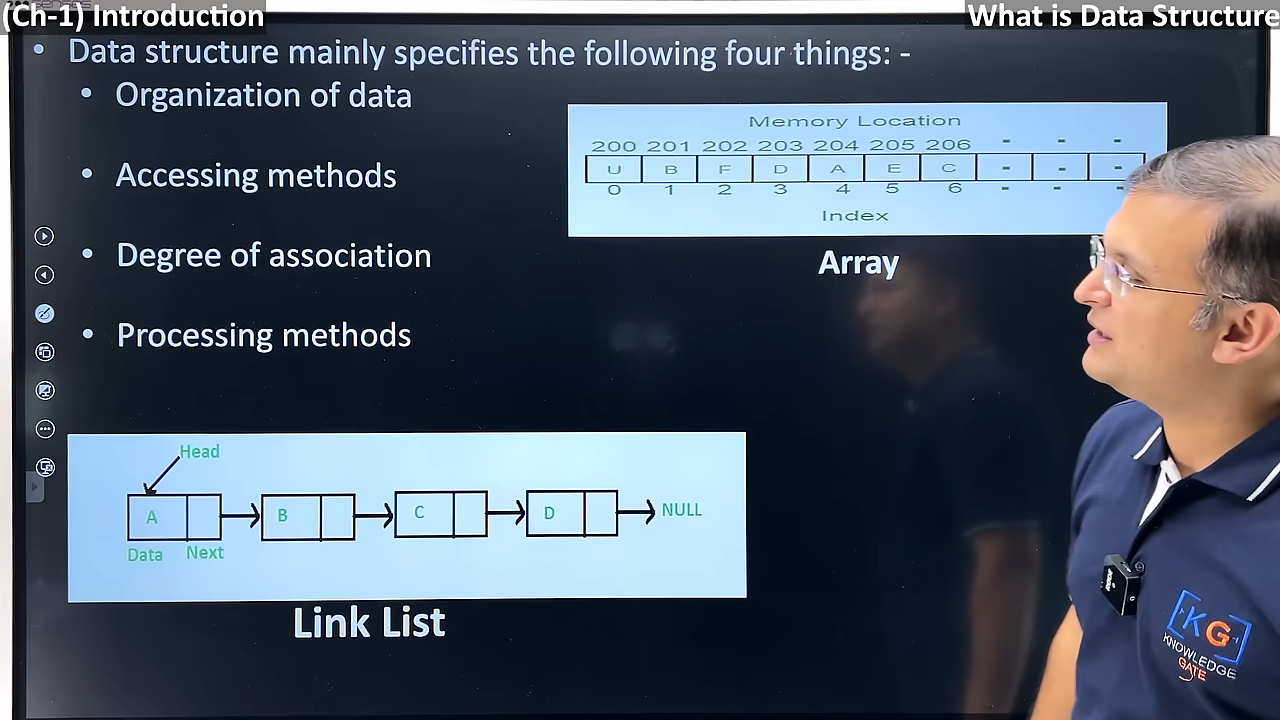 (Ch-1) Introduction
What is Data Structure
• Data structure mainly specifies the following four things: -
• Organization of data
• Accessing methods
• Degree of association
• Processing methods
Memory Location
200 201 202 203 204 205 206 - - -
U B F D A E C - - -
0 1 2 3 4 5 6 - - -
Index
Array
Head
A B C D NULL
Data Next
Link List
KG
KNOWLEDGE
GATE